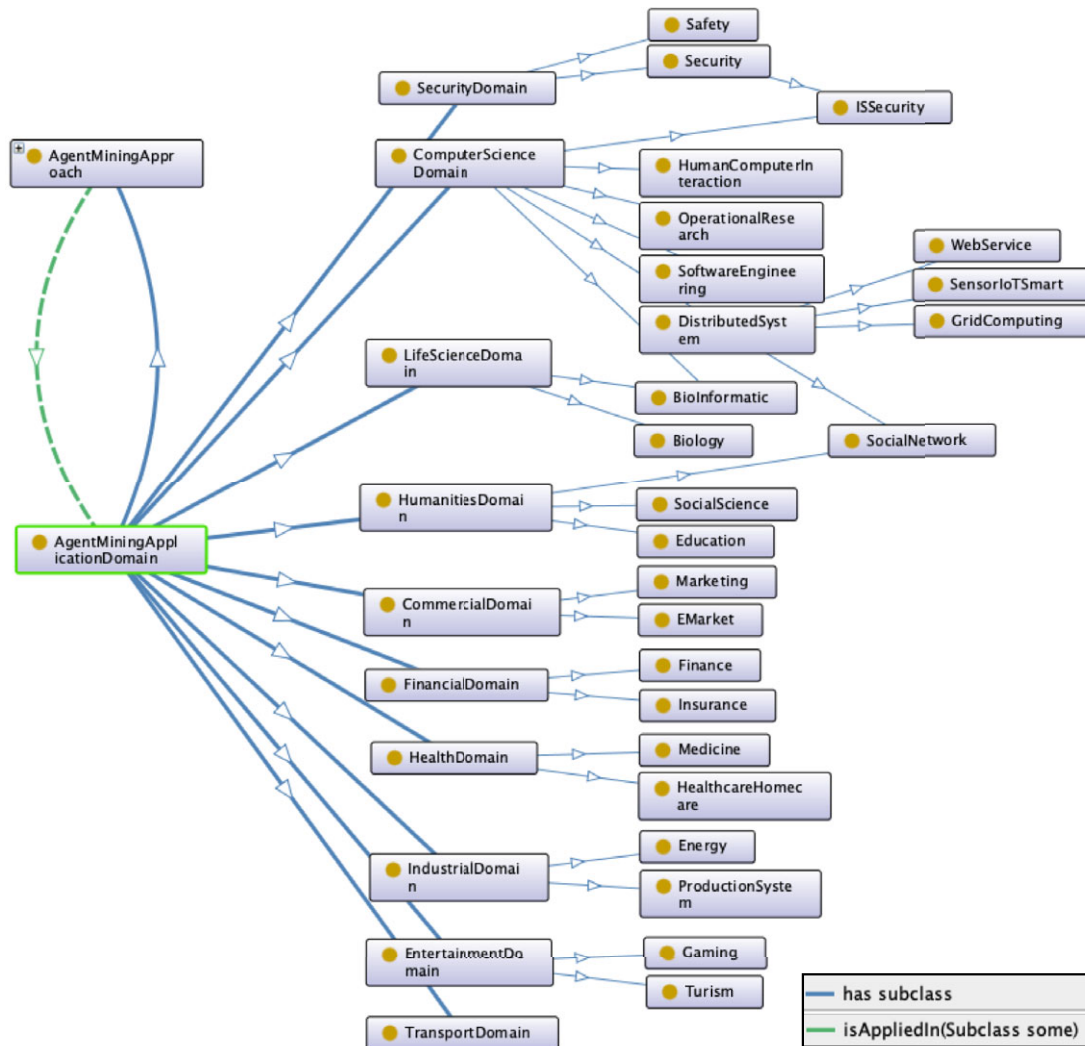 Safety
SecurityDomain
Security
ISSecurity
AgentMiningAppr
oach
ComputerScience
Domain
HumanComputerIn
teraction
OperationalRese
arch
SoftwareEnginee
ring
DistributedSyst
em
WebService
SensorIoTSmart
GridComputing
LifeScienceDoma
in
BioInformatic
Biology
SocialNetwork
HumanitiesDomai
n
SocialScience
Education
AgentMiningAppl
icationDomain
CommercialDomai
n
Marketing
EMarket
FinancialDomain
Finance
Insurance
HealthDomain
Medicine
HealthcareHomec
are
IndustrialDomai
n
Energy
ProductionSyste
m
EntertainmentDo
main
Gaming
Turism
TransportDomain
has subclass
isAppliedIn(Subclass some)